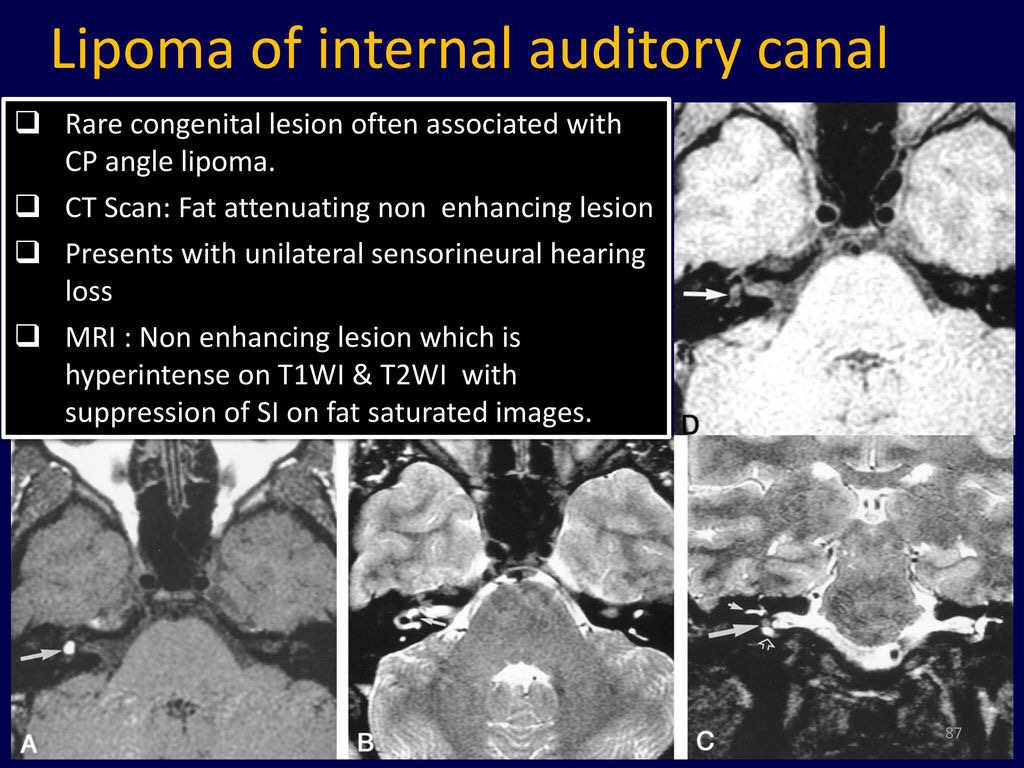 Lipoma of internal auditory canal
❑ Rare congenital lesion often associated with
CP angle lipoma.
❑ CT Scan: Fat attenuating non  enhancing lesion
❑ Presents with unilateral sensorineural hearing
loss
❑ MRI : Non enhancing lesion which is
hyperintense on T1WI & T2WI  with
suppression of SI on fat saturated images.
D
A
B
C
87